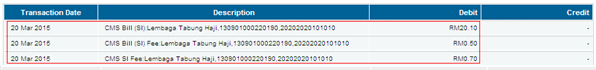 Transaction Date Description Debit Credit
20 Mar 2015 CMS Bill (SI):Lembaga Tabung Haji,130901000220190,20202020101010 RM20.10 -
20 Mar 2015 CMS Bill (SI) Fee:Lembaga Tabung Haji,130901000220190,20202020101010 RM0.50 -
20 Mar 2015 CMS SI Fee:Lembaga Tabung Haji,130901000220190,20202020101010 RM0.70 -